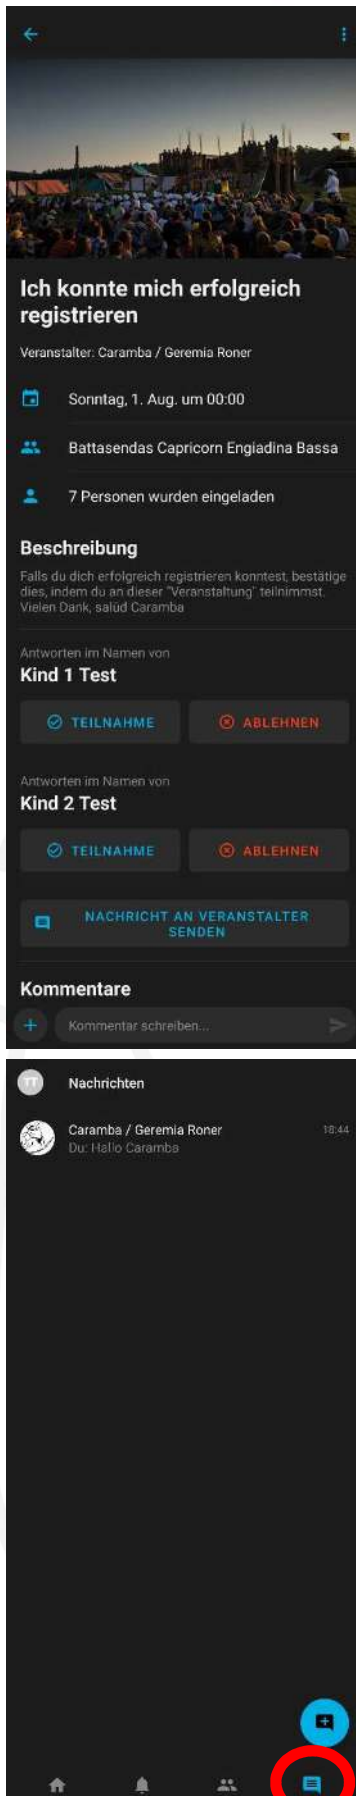 Ich konnte mich erfolgreich
registrieren
Veranstalter: Caramba / Geremia Roner
Sonntag, 1. Aug. um 00:00
Battasendas Capricorn Engiadina Bassa
7 Personen wurden eingeladen
Beschreibung
Falls du dich erfolgreich registrieren konntest, bestätige
dies, indem du an dieser "Veranstaltung" teilnimmst.
Vielen Dank, salüd Caramba
Antworten im Namen von
Kind 1 Test
TEILNAHME ABLEHNEN
Antworten im Namen von
Kind 2 Test
TEILNAHME ABLEHNEN
NACHRICHT AN VERANSTALTER
SENDEN
Kommentare
Kommentar schreiben...
TT Nachrichten
Caramba / Geremia Roner 18:44
Du: Hallo Caramba